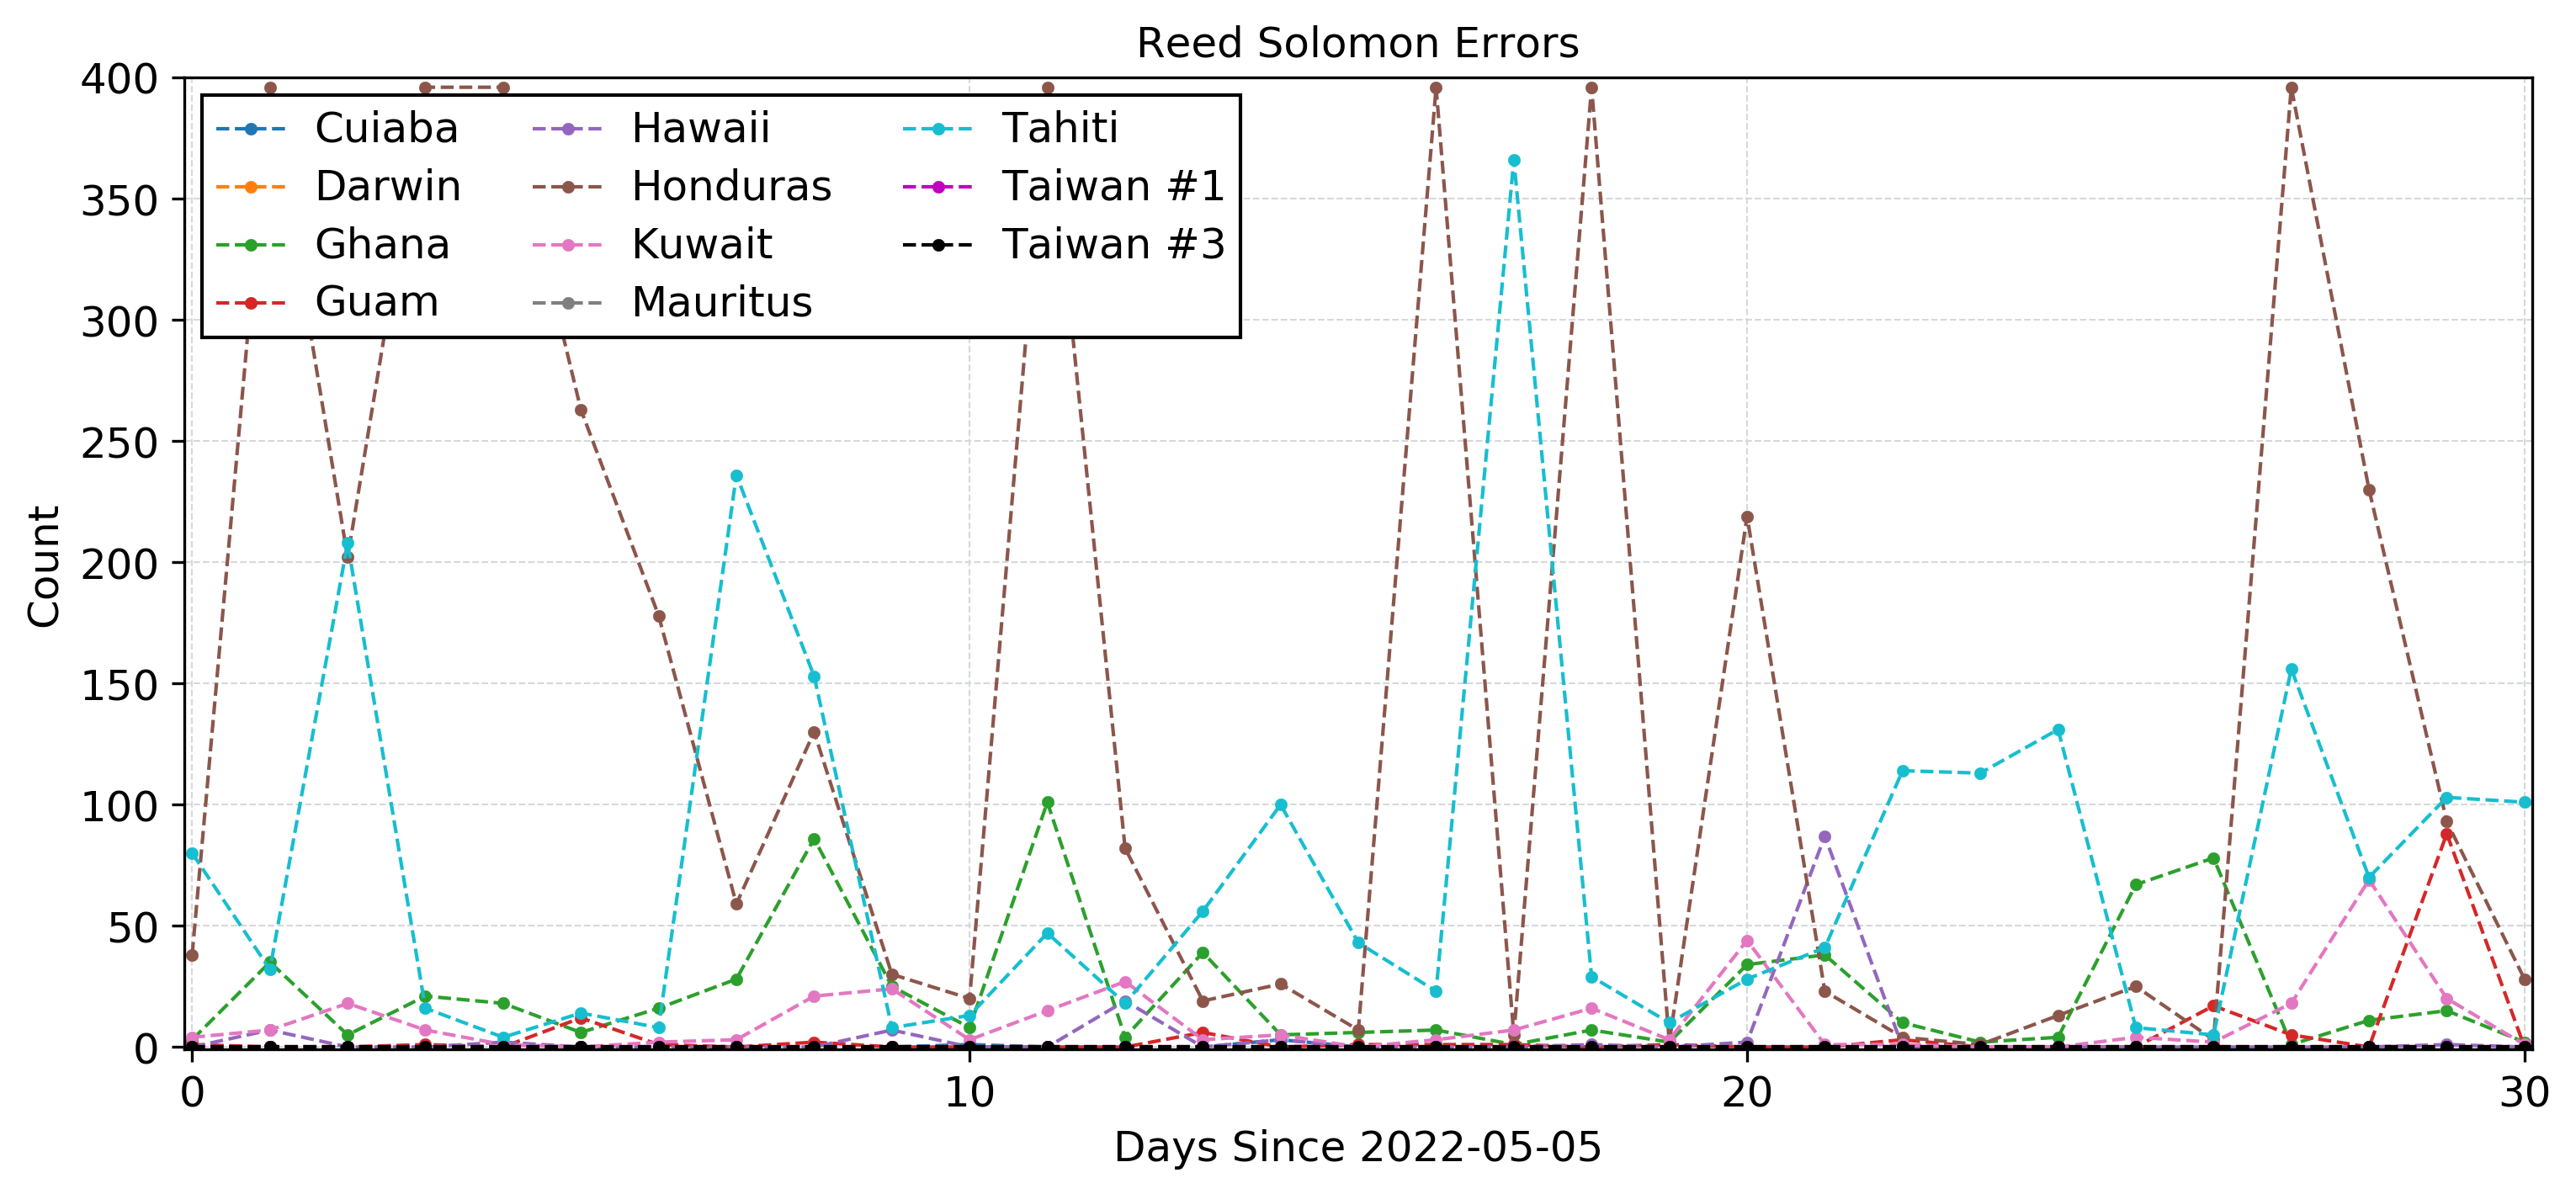 Reed Solomon Errors
400
350
300
250
200
150
100
50
0
Count
Cuiaba
Darwin
Ghana
Guam
Hawaii
Honduras
Kuwait
Mauritus
Tahiti
Taiwan #1
Taiwan #3
0 10 20 30
Days Since 2022-05-05